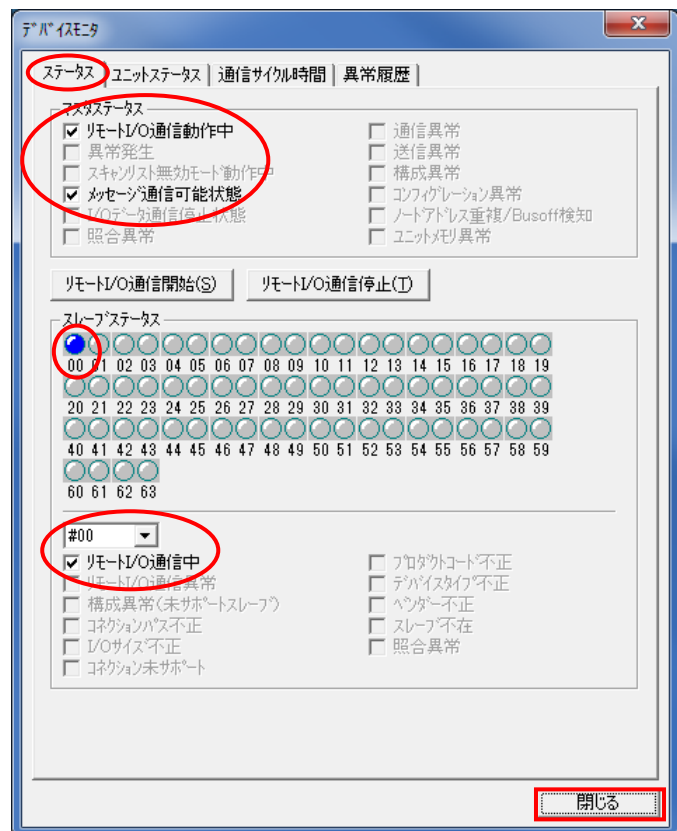 デバイスモニタ
ステータス ユニットステータス 通信サイクル時間 異常履歴
マスタステータス
リモートI/O通信動作中 通信異常
異常発生 送信異常
スキャンリスト無効モード動作中 構成異常
メッセージ通信可能状態 コンフィグレーション異常
I/Oデータ通信停止状態 ノードアドレス重複/Busoff検知
照合異常 ユニットメモリ異常
リモートI/O通信開始(S) リモートI/O通信停止(T)
スレーブステータス
00 01 02 03 04 05 06 07 08 09 10 11 12 13 14 15 16 17 18 19
20 21 22 23 24 25 26 27 28 29 30 31 32 33 34 35 36 37 38 39
40 41 42 43 44 45 46 47 48 49 50 51 52 53 54 55 56 57 58 59
60 61 62 63
#00
リモートI/O通信中 プロダクトコード不正
リモートI/O通信異常 デバイスタイプ不正
構成異常(未サポートスレーブ) ベンダー不正
コネクションパス不正 スレーブ不在
I/Oサイズ不正 照合異常
コネクション未サポート
閉じる